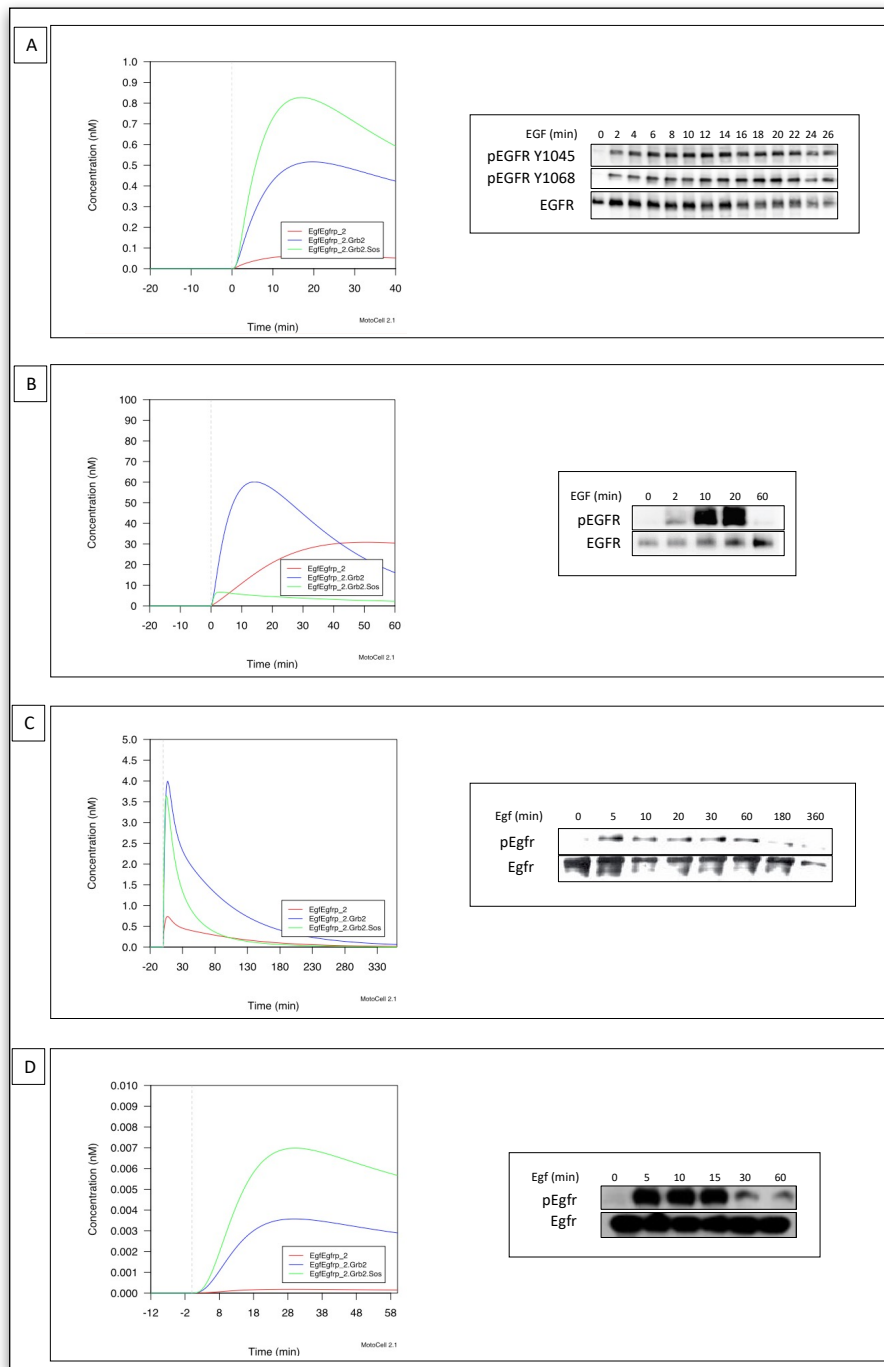 A
Concentration (nM)
1.0
0.9
0.8
0.7
0.6
0.5
0.4
0.3
0.2
0.1
0.0
EgfEgfrp_2
EgfEgfrp_2.Grb2
EgfEgfrp_2.Grb2.Sos
-20 -10 0 10 20 30 40
Time (min)
MotoCell 2.1
EGF (min) 0 2 4 6 8 10 12 14 16 18 20 22 24 26
pEGFR Y1045
pEGFR Y1068
EGFR
B
Concentration (nM)
100
90
80
70
60
50
40
30
20
10
0
EgfEgfrp_2
EgfEgfrp_2.Grb2
EgfEgfrp_2.Grb2.Sos
-20 -10 0 10 20 30 40 50 60
Time (min)
MotoCell 2.1
EGF (min) 0 2 10 20 60
pEGFR
EGFR
C
Concentration (nM)
5.0
4.5
4.0
3.5
3.0
2.5
2.0
1.5
1.0
0.5
0.0
EgfEgfrp_2
EgfEgfrp_2.Grb2
EgfEgfrp_2.Grb2.Sos
-20 30 80 130 180 230 280 330
Time (min)
MotoCell 2.1
Egf (min) 0 5 10 20 30 60 180 360
pEgfr
Egfr
D
Concentration (nM)
0.010
0.009
0.008
0.007
0.006
0.005
0.004
0.003
0.002
0.001
0.000
EgfEgfrp_2
EgfEgfrp_2.Grb2
EgfEgfrp_2.Grb2.Sos
-12 -2 8 18 28 38 48 58
Time (min)
MotoCell 2.1
Egf (min) 0 5 10 15 30 60
pEgfr
Egfr